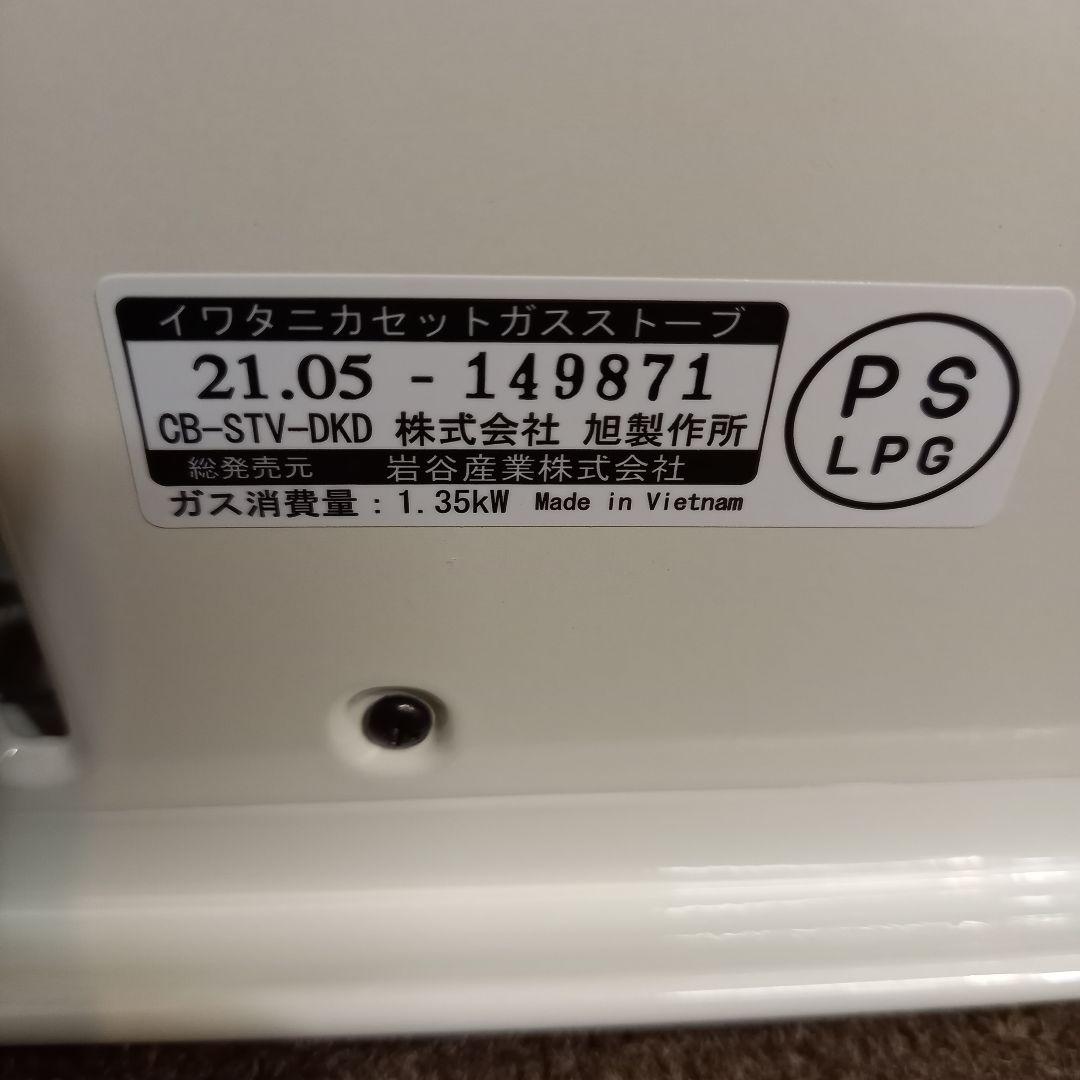 イワタニカセットガスストーブ
21.05 - 149871
CB-STV-DKD 株式会社 旭製作所
総発売元 岩谷産業株式会社
ガス消費量：1.35kW Made in Vietnam
PS
LPG